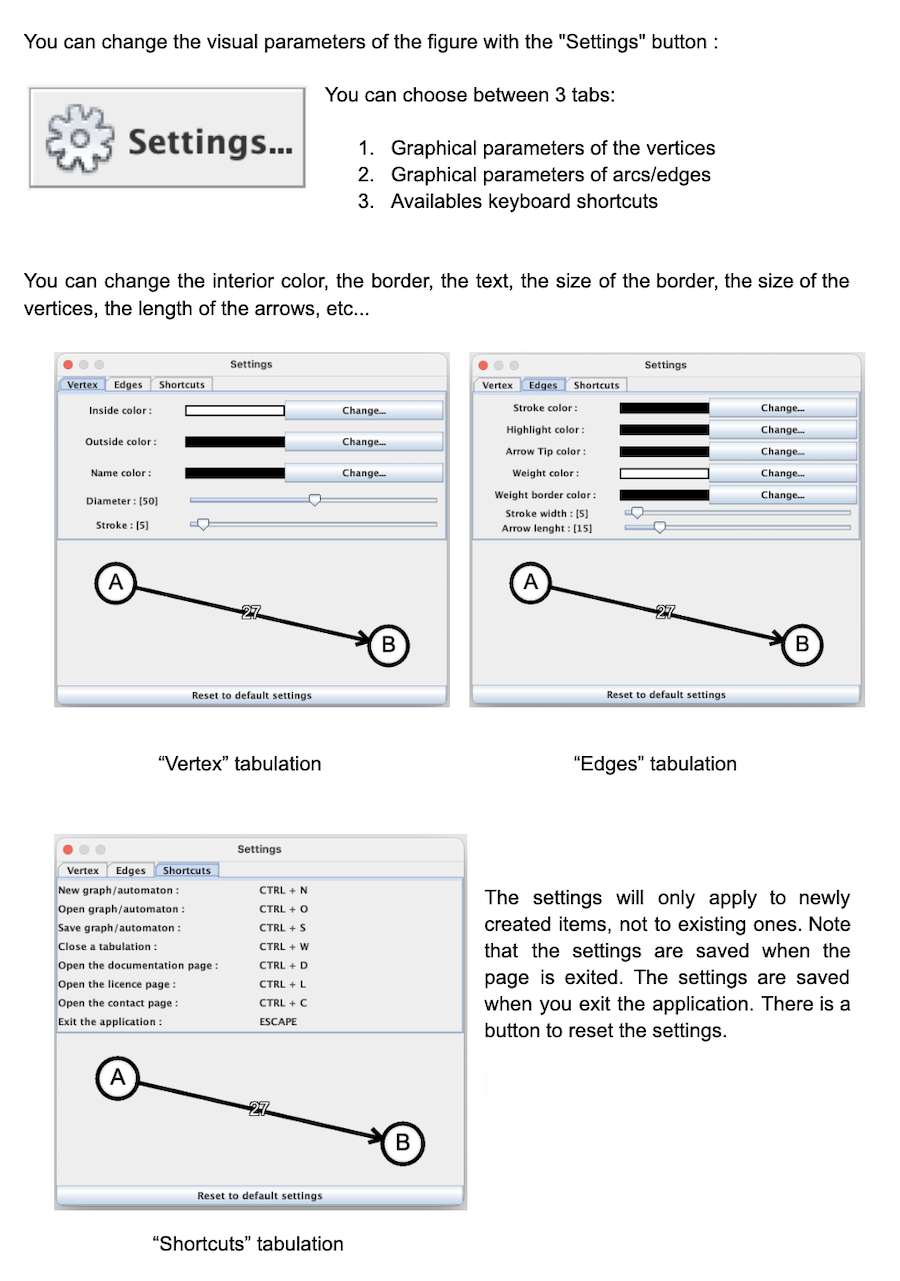 You can change the visual parameters of the figure with the "Settings" button :
Settings...
You can choose between 3 tabs:
1. Graphical parameters of the vertices
2. Graphical parameters of arcs/edges
3. Availables keyboard shortcuts
You can change the interior color, the border, the text, the size of the border, the size of the
vertices, the length of the arrows, etc...
Settings
Vertex Edges Shortcuts
Inside color : Change...
Outside color : Change...
Name color : Change...
Diameter : [50]
Stroke : [5]
A
27
B
Reset to default settings
Settings
Vertex Edges Shortcuts
Stroke color : Change...
Highlight color : Change...
Arrow Tip color : Change...
Weight color : Change...
Weight border color : Change...
Stroke width : [5]
Arrow lenght : [15]
A
27
B
Reset to default settings
“Vertex” tabulation
“Edges” tabulation
Settings
Vertex Edges Shortcuts
New graph/automaton : CTRL + N
Open graph/automaton : CTRL + O
Save graph/automaton : CTRL + S
Close a tabulation : CTRL + W
Open the documentation page : CTRL + D
Open the licence page : CTRL + L
Open the contact page : CTRL + C
Exit the application : ESCAPE
A
27
B
Reset to default settings
The settings will only apply to newly
created items, not to existing ones. Note
that the settings are saved when the
page is exited. The settings are saved
when you exit the application. There is a
button to reset the settings.
“Shortcuts” tabulation